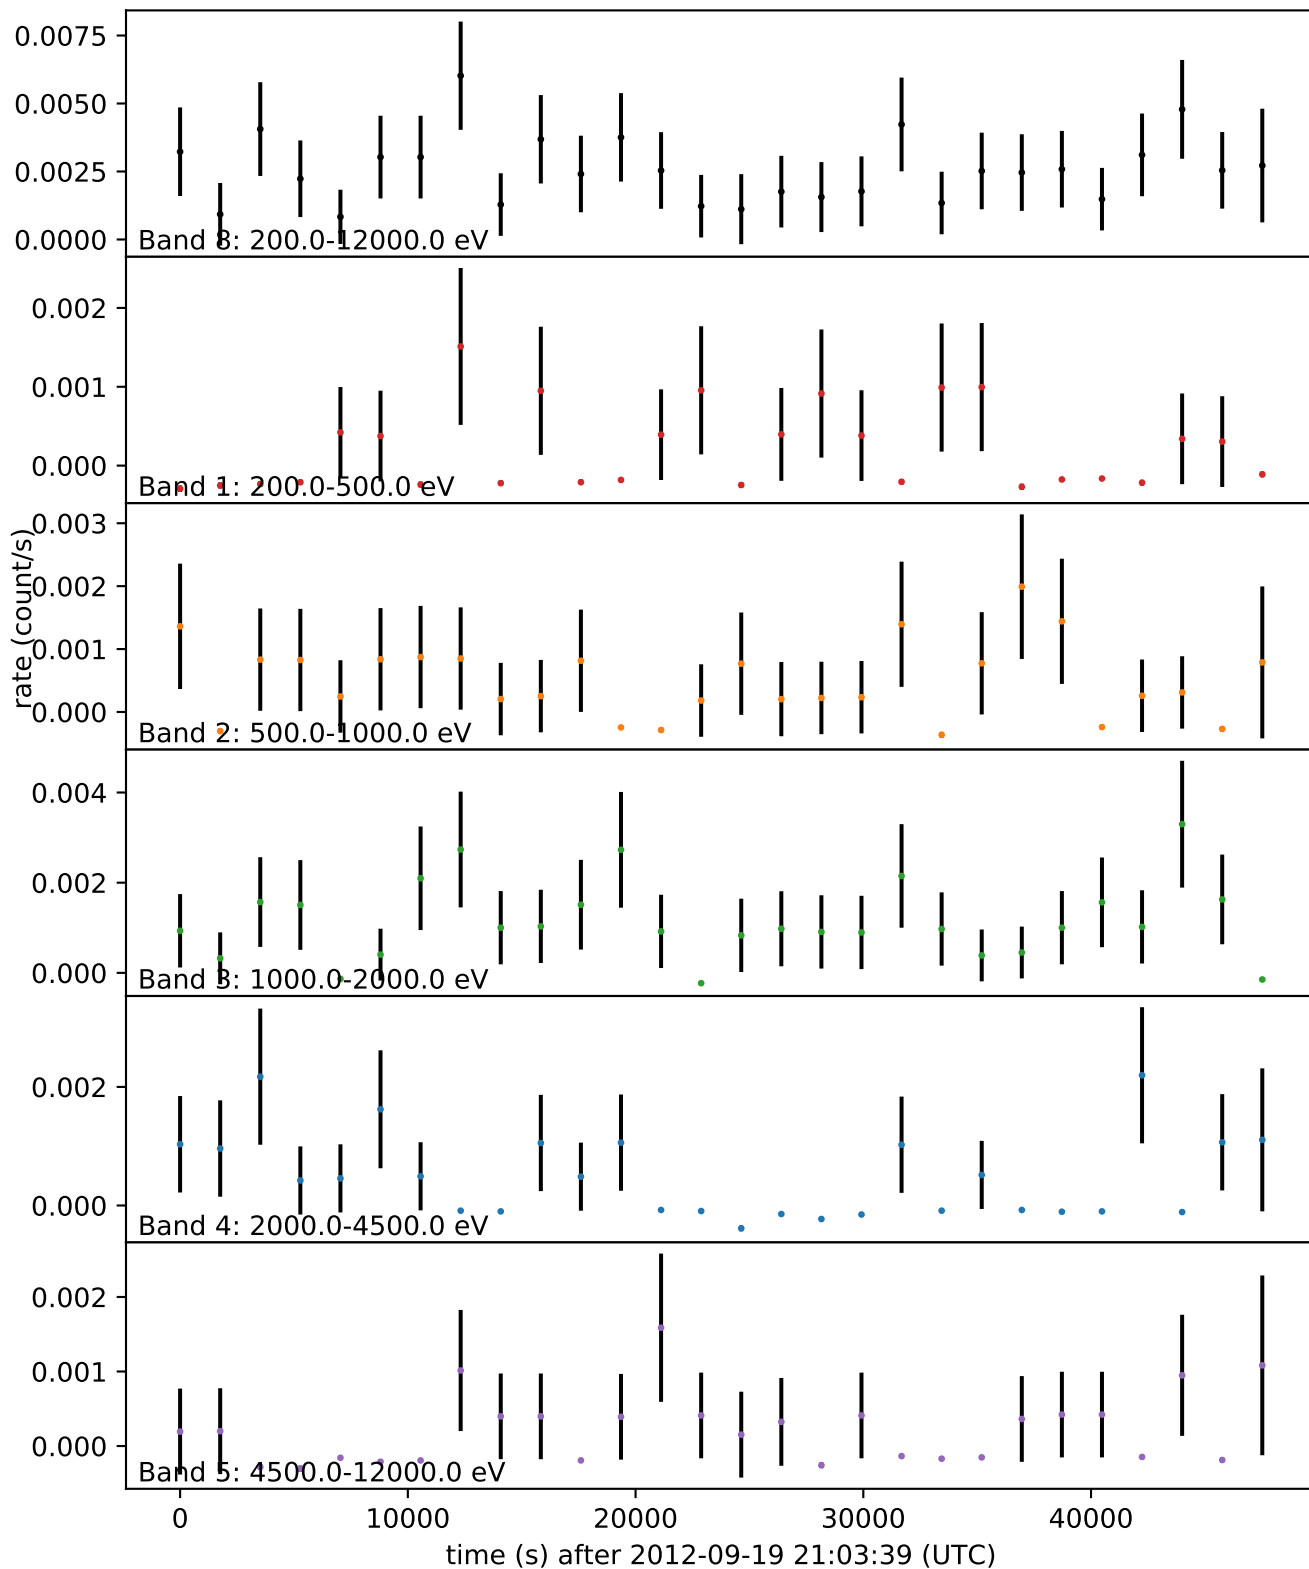 0.0075
0.0050
0.0025
0.0000
Band 8: 200.0-12000.0 eV
0.002
0.001
0.000
Band 1: 200.0-500.0 eV
rate (count/s)
0.003
0.002
0.001
0.000
Band 2: 500.0-1000.0 eV
0.004
0.002
0.000
Band 3: 1000.0-2000.0 eV
0.002
0.000
Band 4: 2000.0-4500.0 eV
0.002
0.001
0.000
Band 5: 4500.0-12000.0 eV
0 10000 20000 30000 40000
time (s) after 2012-09-19 21:03:39 (UTC)